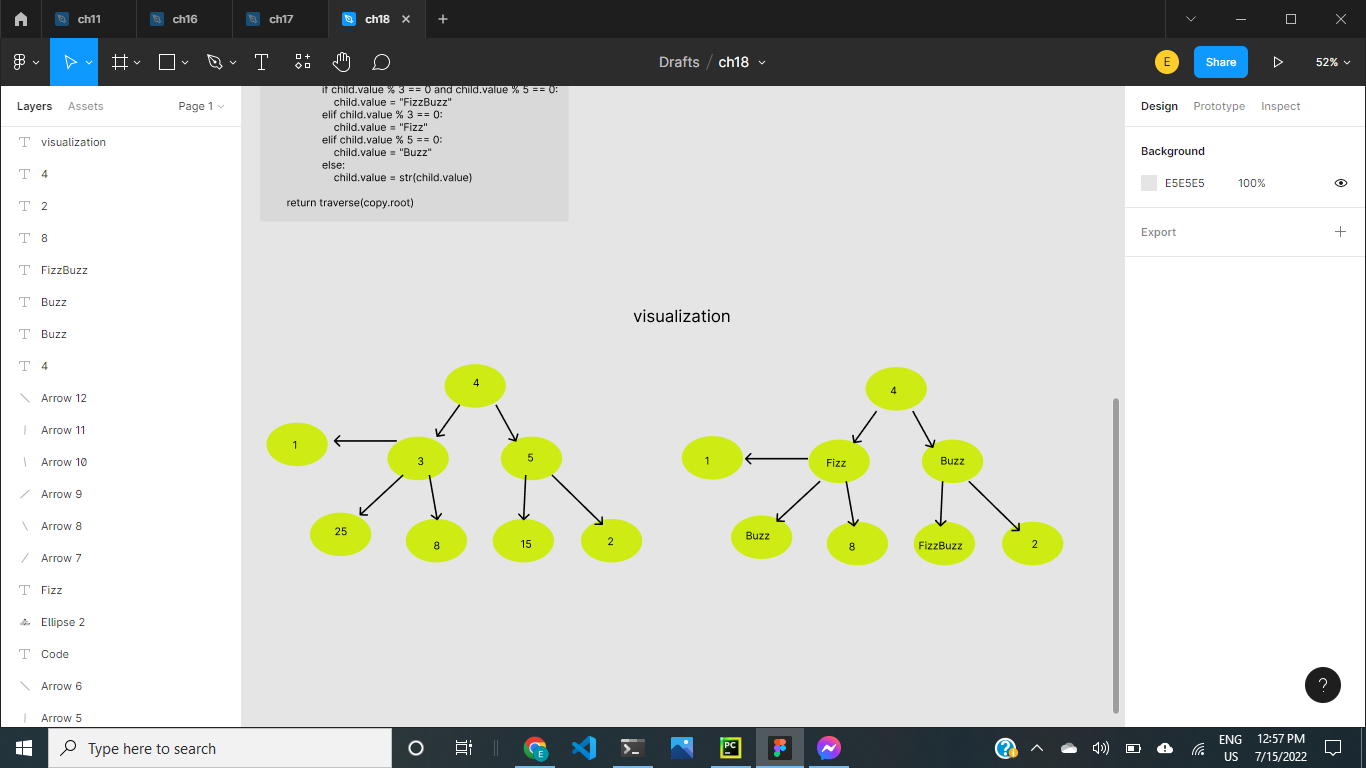 ch11
ch16
ch17
ch18
Drafts / ch18
E
Share
52%
Layers
Assets
Page 1
visualization
4
2
8
FizzBuzz
Buzz
Buzz
4
Arrow 12
Arrow 11
Arrow 10
Arrow 9
Arrow 8
Arrow 7
Fizz
Ellipse 2
Code
Arrow 6
Arrow 5
if child.value % 3 == 0 and child.value % 5 == 0:
child.value = "FizzBuzz"
elif child.value % 3 == 0:
child.value = "Fizz"
elif child.value % 5 == 0:
child.value = "Buzz"
else:
child.value = str(child.value)
return traverse(copy.root)
visualization
4
1
3
5
25
8
15
2
4
1
Fizz
Buzz
Buzz
8
FizzBuzz
2
Design
Prototype
Inspect
Background
E5E5E5
100%
Export
?
Type here to search
E
PC
ENG
US
12:57 PM
7/15/2022